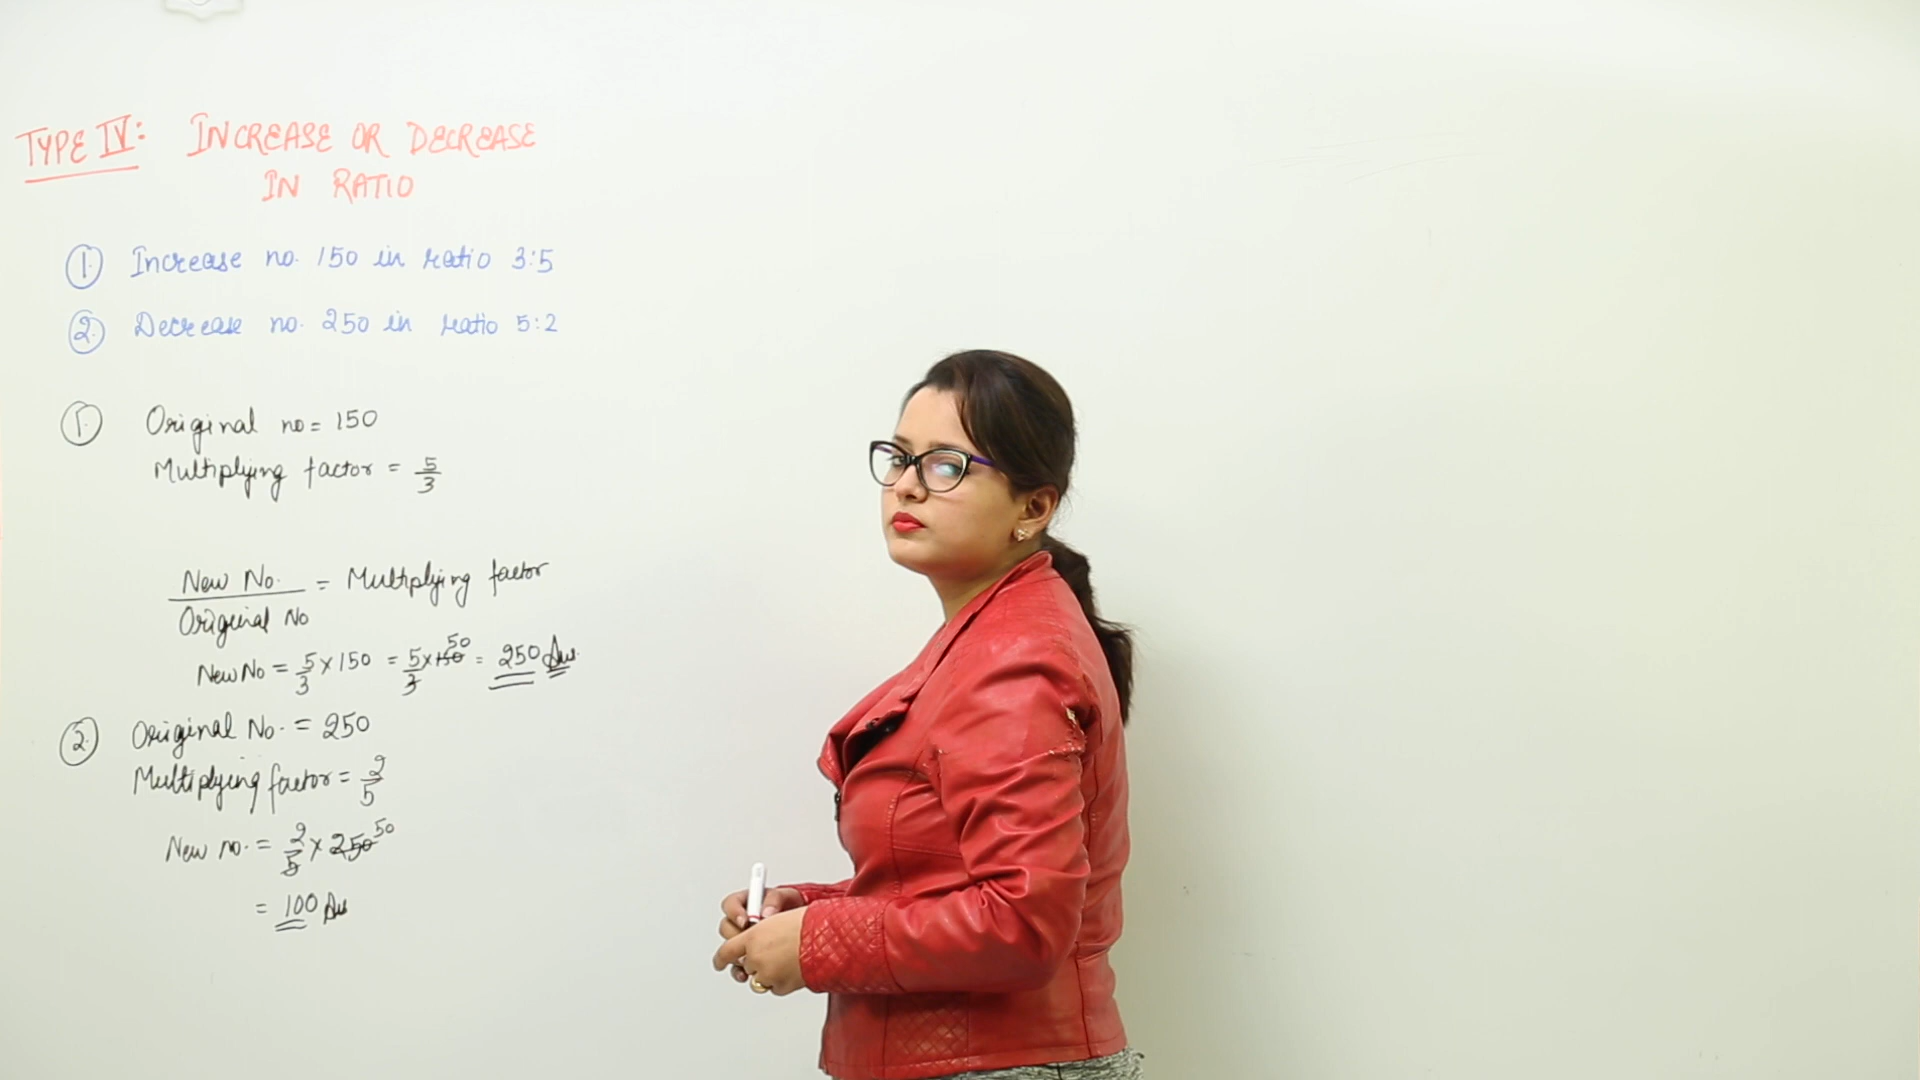 TYPE IV: INCREASE OR DECREASE
IN RATIO
1. Increase no. 150 in ratio 3:5
2. Decrease no. 250 in ratio 5:2
1. Original no = 150
Multiplying factor = 5/3
New No. / Original No = Multiplying factor
New No = 5/3 × 150 = 5/3 × 150 50 = 250 Ans.
2. Original No. = 250
Multiplying factor = 2/5
New no. = 2/5 × 250 50
= 100 Ans